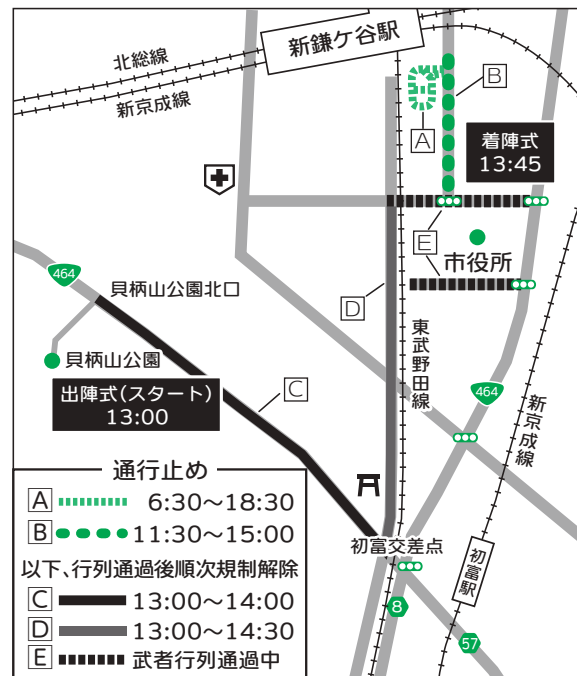 新鎌ケ谷駅
北総線
新京成線
B
A
着陣式
13:45
E
市役所
464
貝柄山公園北口
D
貝柄山公園
東武野田線
出陣式(スタート)
13:00
C
464
新京成線
通行止め
A 6:30〜18:30
B 11:30〜15:00
以下、行列通過後順次規制解除
C 13:00〜14:00
D 13:00〜14:30
E 武者行列通過中
初富交差点
初富駅
8
57